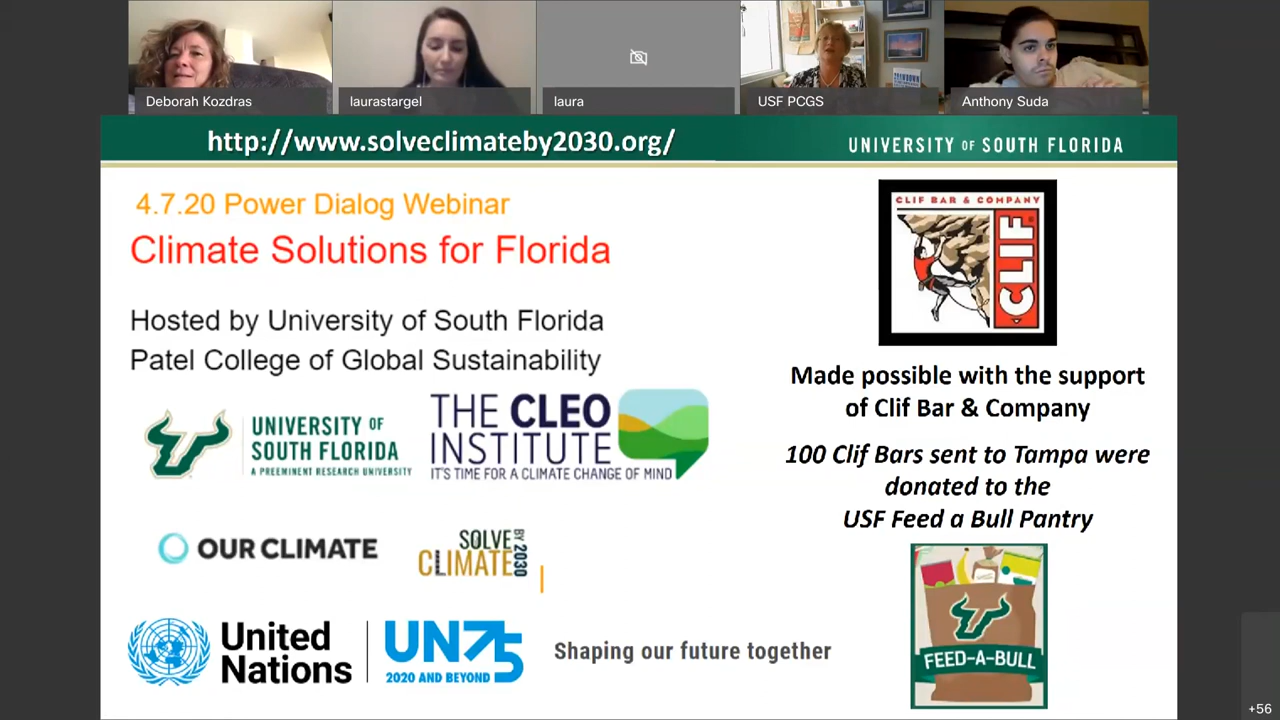 Deborah Kozdras
laurastargel
laura
USF PCGS
Anthony Suda
http://www.solveclimateby2030.org/
UNIVERSITY OF SOUTH FLORIDA
4.7.20 Power Dialog Webinar
Climate Solutions for Florida
Hosted by University of South Florida
Patel College of Global Sustainability
UNIVERSITY OF
SOUTH FLORIDA
A PREEMINENT RESEARCH UNIVERSITY
THE CLEO
INSTITUTE
IT'S TIME FOR A CLIMATE CHANGE OF MIND
OUR CLIMATE
SOLVE
CLIMATE
BY 2030
United
Nations
UN75
2020 AND BEYOND
Shaping our future together
CLIF BAR & COMPANY
CLIF
Made possible with the support
of Clif Bar & Company
100 Clif Bars sent to Tampa were
donated to the
USF Feed a Bull Pantry
FEED-A-BULL
+56